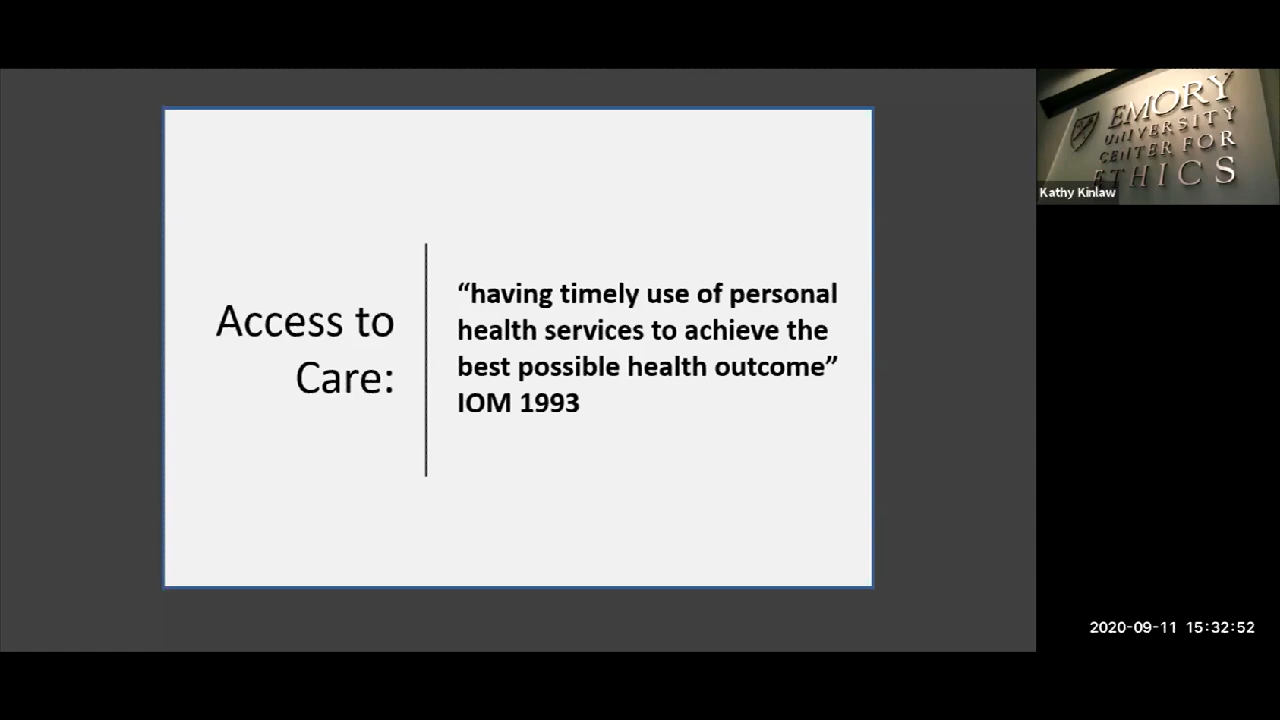 Access to
Care:
“having timely use of personal
health services to achieve the
best possible health outcome”
IOM 1993
EMORY
UNIVERSITY
CENTER FOR
ETHICS
Kathy Kinlaw
2020-09-11 15:32:52